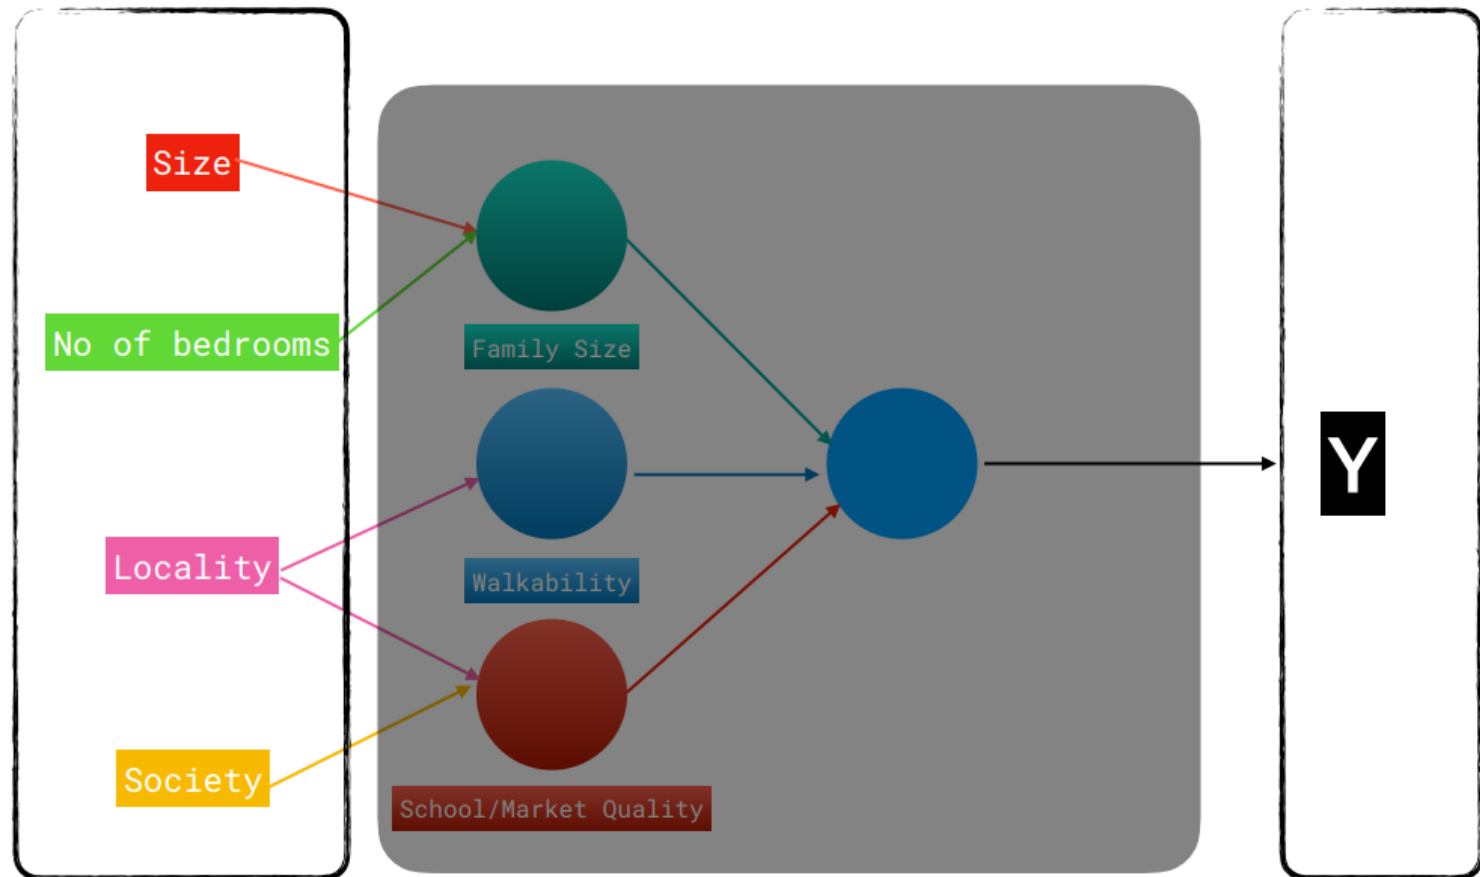 Size
No of bedrooms
Locality
Society
Family Size
Walkability
School/Market Quality
Y